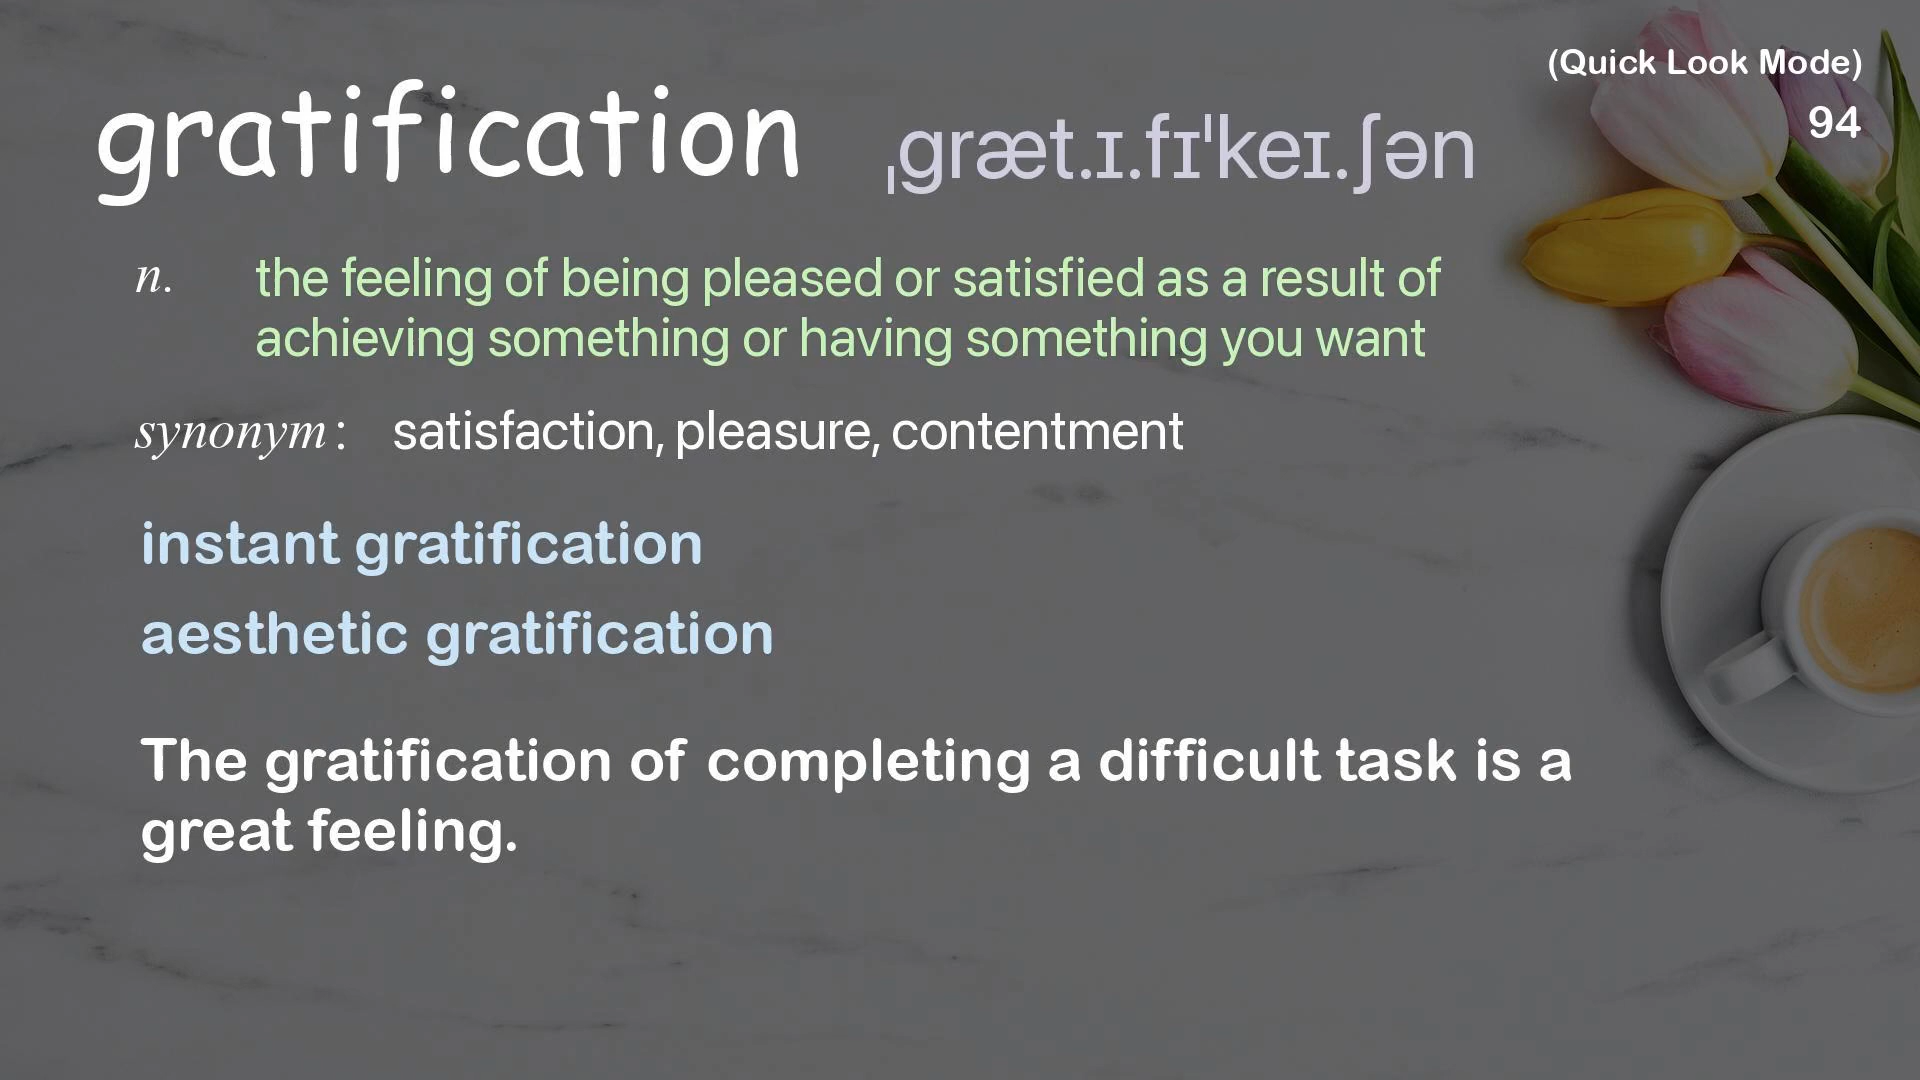 (Quick Look Mode)
94
gratification ˌgræt.ɪ.fɪˈkeɪ.ʃən
n. the feeling of being pleased or satisfied as a result of
achieving something or having something you want
synonym: satisfaction, pleasure, contentment
instant gratification
aesthetic gratification
The gratification of completing a difficult task is a
great feeling.